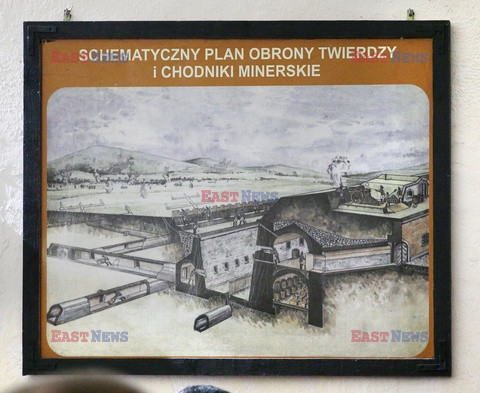 SCHEMATYCZNY PLAN OBRONY TWIERDZY
i CHODNIKI MINERSKIE
EAST NEWS
EAST NEWS
EAST NEWS
EAST NEWS
EAST NEWS